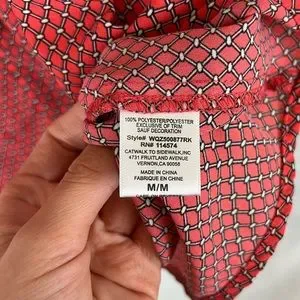 100% POLYESTER/POLYESTER
EXCLUSIVE OF TRIM
SAUF DECORATION
Style# WQZ500877RK
RN# 114574
CATWALK TO SIDEWALK,INC
4731 FRUITLAND AVENUE
VERNON,CA 90058
MADE IN CHINA
FABRIQUE EN CHINE
M/M